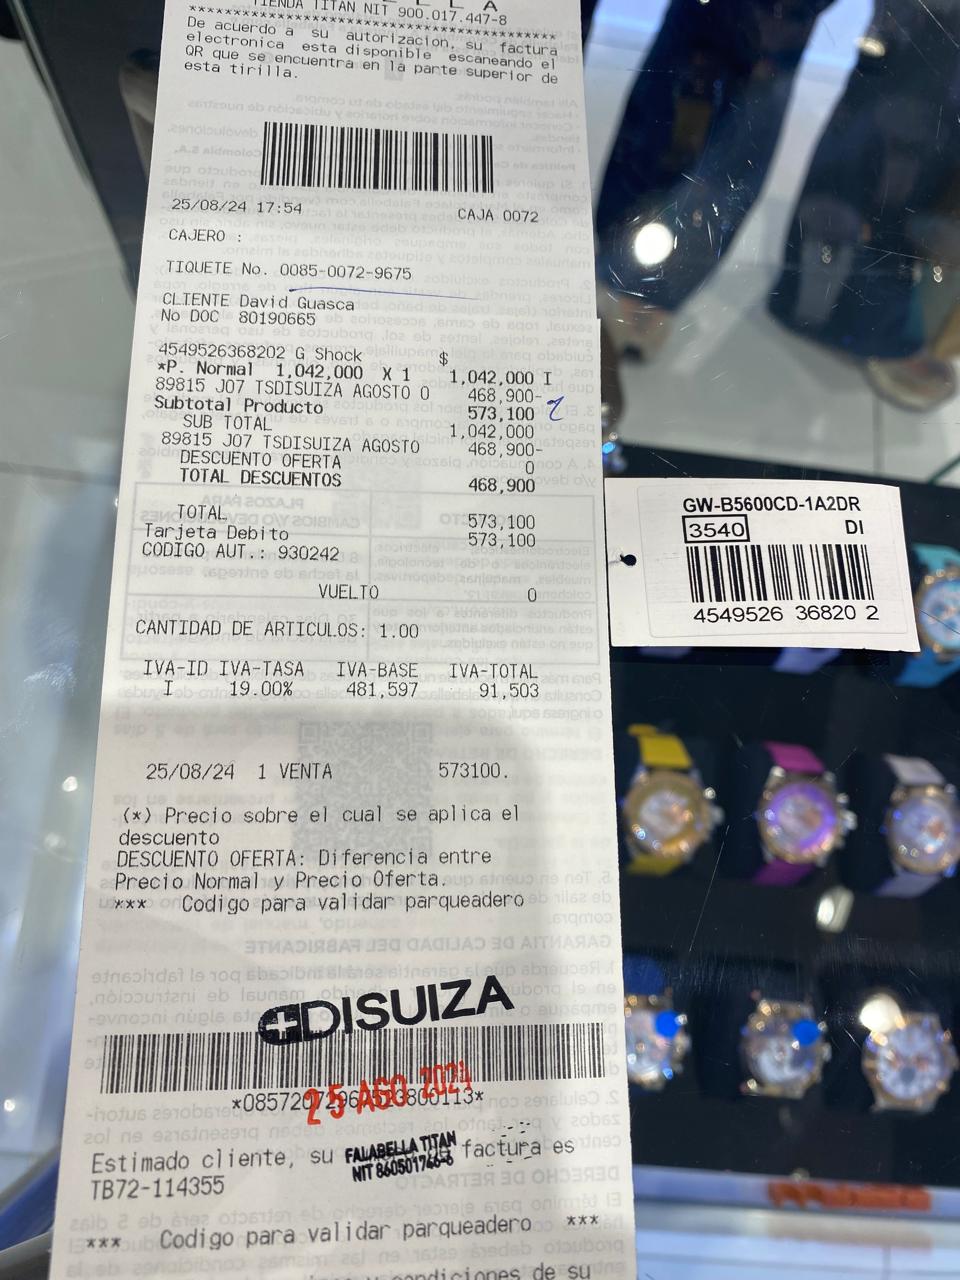 TIENDA TITAN NIT 900.017.447-8
****************************************
De acuerdo a su autorizacion, su factura
electronica esta disponible escaneando el
QR que se encuentra en la parte superior de
esta tirilla.
25/08/24 17:54 CAJA 0072
CAJERO :
TIQUETE No. 0085-0072-9675
CLIENTE David Guasca
No DOC 80190665
4549526368202 G Shock $
*P. Normal 1,042,000 X 1 1,042,000 I
89815 J07 TSDISUIZA AGOSTO 0 468,900-
Subtotal Producto 573,100
SUB TOTAL 1,042,000
89815 J07 TSDISUIZA AGOSTO 468,900-
DESCUENTO OFERTA 0
TOTAL DESCUENTOS 468,900
TOTAL 573,100
Tarjeta Debito 573,100
CODIGO AUT.: 930242
VUELTO 0
CANTIDAD DE ARTICULOS: 1.00
IVA-ID IVA-TASA IVA-BASE IVA-TOTAL
I 19.00% 481,597 91,503
25/08/24 1 VENTA 573100.
(*) Precio sobre el cual se aplica el
descuento
DESCUENTO OFERTA: Diferencia entre
Precio Normal y Precio Oferta.
*** Codigo para validar parqueadero
DISUIZA
25 AGO 2024
FALABELLA TITAN
NIT 860501766-6
Estimado cliente, su factura es
TB72-114355
*** Codigo para validar parqueadero ***
condiciones de su
GW-B5600CD-1A2DR
3540 DI
4549526 36820 2